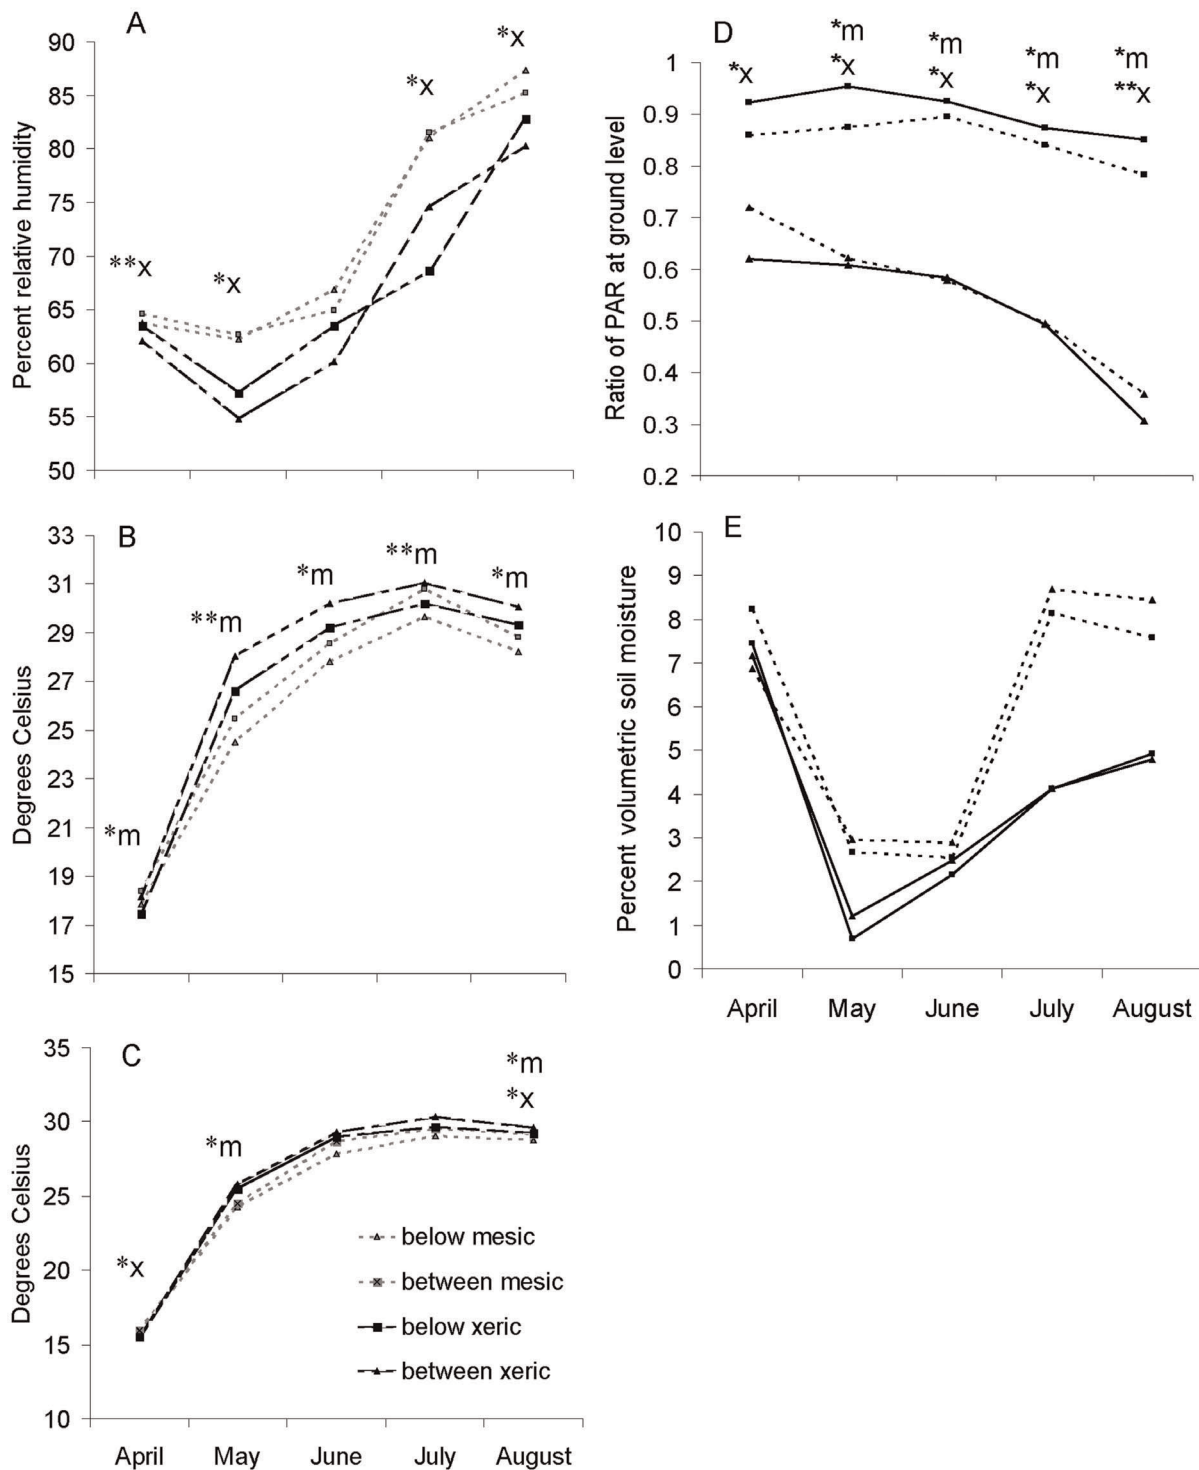 A
Percent relative humidity
90
85
80
75
70
65
60
55
50
**x
*x
*x
*x
B
Degrees Celsius
33
31
29
27
25
23
21
19
17
15
*m
**m
*m
**m
*m
C
Degrees Celsius
35
30
25
20
15
10
*x
*m
*m
*x
below mesic
between mesic
below xeric
between xeric
April May June July August
D
Ratio of PAR at ground level
1
0.9
0.8
0.7
0.6
0.5
0.4
0.3
0.2
*m *m *m *m
*x *x *x *x **x
E
Percent volumetric soil moisture
10
9
8
7
6
5
4
3
2
1
0
April May June July August